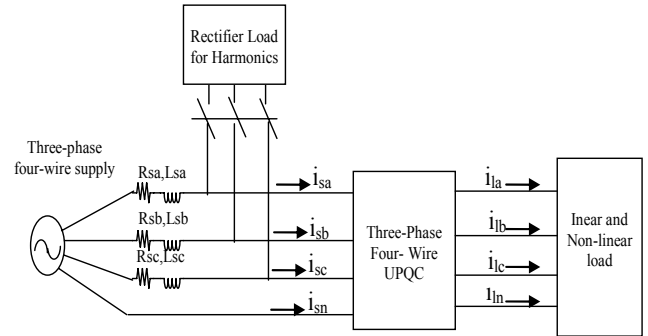 Rectifier Load
for Harmonics
Three-phase
four-wire supply
Rsa,Lsa
isa
Rsb,Lsb
isb
Rsc,Lsc
isc
isn
Three-Phase
Four- Wire
UPQC
ila
ilb
ilc
iln
Inear and
Non-linear
load